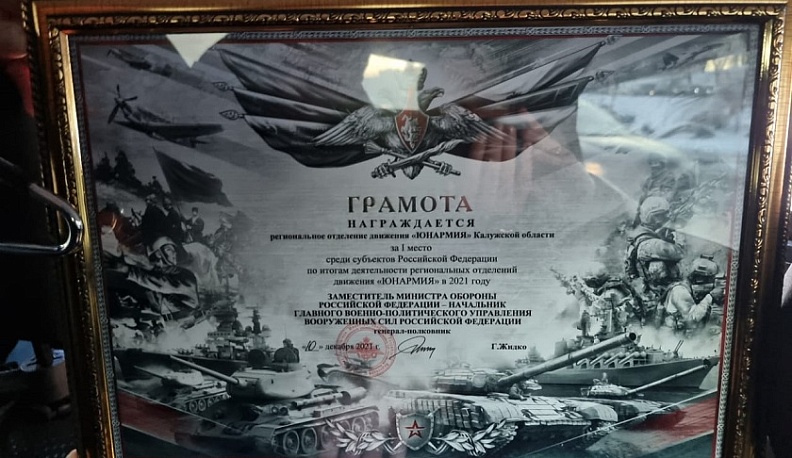 ГРАМОТА
НАГРАЖДАЕТСЯ
региональное отделение движения «ЮНАРМИЯ» Калужской области
за I место
среди субъектов Российской Федерации
по итогам деятельности региональных отделений
движения «ЮНАРМИЯ» в 2021 году
ЗАМЕСТИТЕЛЬ МИНИСТРА ОБОРОНЫ
РОССИЙСКОЙ ФЕДЕРАЦИИ – НАЧАЛЬНИК
ГЛАВНОГО ВОЕННО-ПОЛИТИЧЕСКОГО УПРАВЛЕНИЯ
ВООРУЖЕННЫХ СИЛ РОССИЙСКОЙ ФЕДЕРАЦИИ
генерал-полковник
«10» декабря 2021 г. Г.Жидко